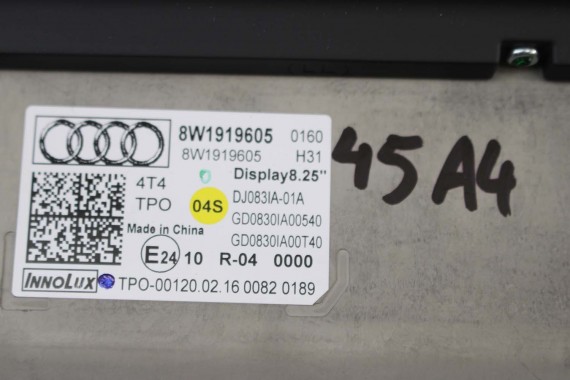 8W1919605 0160
8W1919605 H31
Display8.25"
4T4
DJ083IA-01A
TPO 04S
GD0830IA00540
Made in China
GD0830IA00T40
E24 10 R-04 0000
INNOLUX TPO-00120.02.16 0082 0189
45 A4